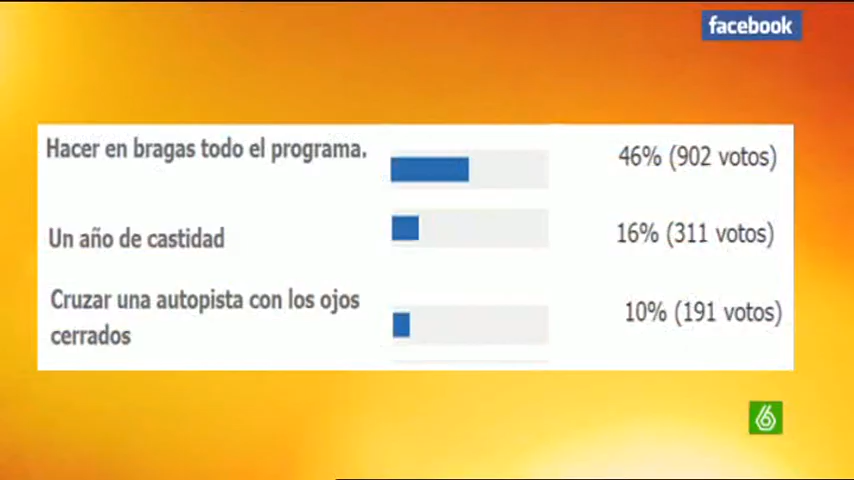 facebook
Hacer en bragas todo el programa.
46% (902 votos)
Un año de castidad
16% (311 votos)
Cruzar una autopista con los ojos
cerrados
10% (191 votos)
6